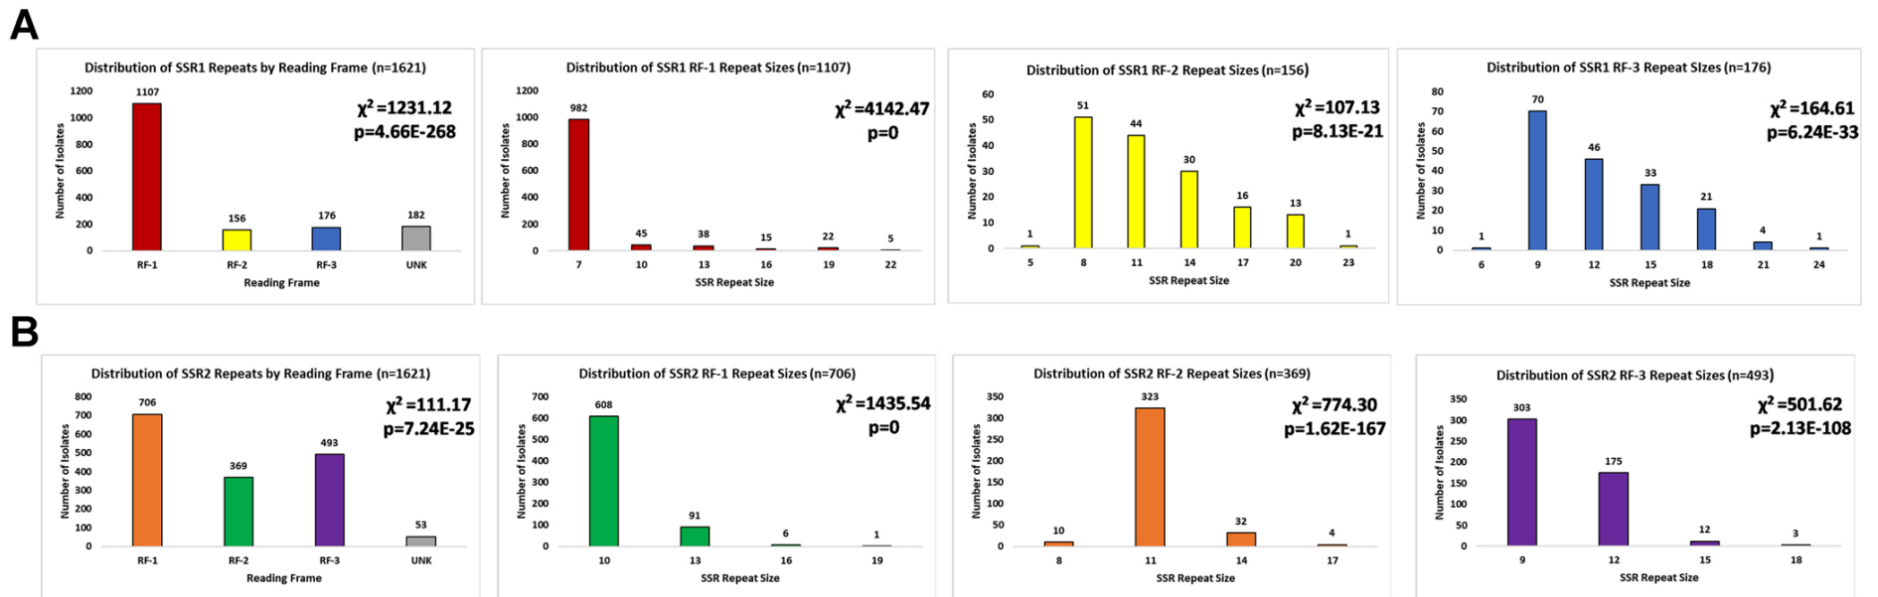 A
Distribution of SSR1 Repeats by Reading Frame (n=1621)
χ² =1231.12
p=4.66E-268
Number of Isolates
1200
1000
800
600
400
200
0
1107
156
176
182
RF-1 RF-2 RF-3 UNK
Reading Frame
Distribution of SSR1 RF-1 Repeat Sizes (n=1107)
χ² =4142.47
p=0
Number of Isolates
1200
1000
800
600
400
200
0
982
45
38
15
22
5
7 10 13 16 19 22
SSR Repeat Size
Distribution of SSR1 RF-2 Repeat Sizes (n=156)
χ² =107.13
p=8.13E-21
Number of Isolates
60
50
40
30
20
10
0
1
51
44
30
16
13
1
5 8 11 14 17 20 23
SSR Repeat Size
Distribution of SSR1 RF-3 Repeat SIzes (n=176)
χ² =164.61
p=6.24E-33
Number of Isolates
80
70
60
50
40
30
20
10
0
1
70
46
33
21
4
1
6 9 12 15 18 21 24
SSR Repeat Size
B
Distribution of SSR2 Repeats by Reading Frame (n=1621)
χ² =111.17
p=7.24E-25
Number of Isolates
800
700
600
500
400
300
200
100
0
706
369
493
53
RF-1 RF-2 RF-3 UNK
Reading Frame
Distribution of SSR2 RF-1 Repeat Sizes (n=706)
χ² =1435.54
p=0
Number of Isolates
700
600
500
400
300
200
100
0
608
91
6
1
10 13 16 19
SSR Repeat Size
Distribution of SSR2 RF-2 Repeat Sizes (n=369)
χ² =774.30
p=1.62E-167
Number of Isolates
350
300
250
200
150
100
50
0
10
323
32
4
8 11 14 17
SSR Repeat Size
Distribution of SSR2 RF-3 Repeat Sizes (n=493)
χ² =501.62
p=2.13E-108
Number of Isolates
350
300
250
200
150
100
50
0
303
175
12
3
9 12 15 18
SSR Repeat Size